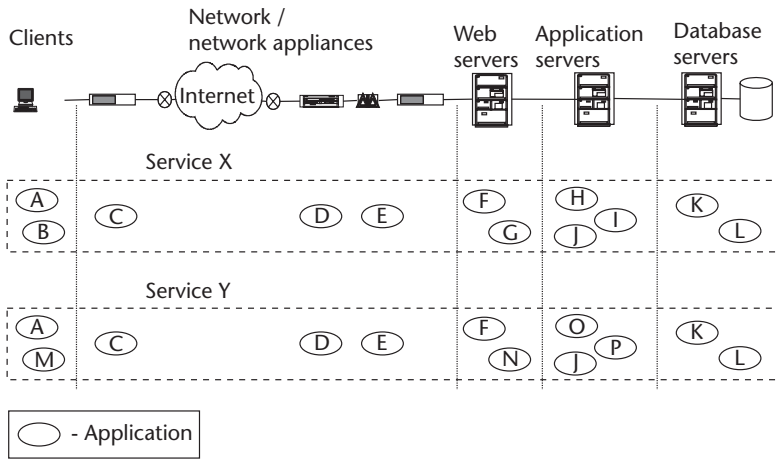 Clients
Network /
network appliances
Web
servers
Application
servers
Database
servers
Internet
Service X
A
B
C
D
E
F
G
H
I
J
K
L
Service Y
A
M
C
D
E
F
N
O
P
J
K
L
- Application